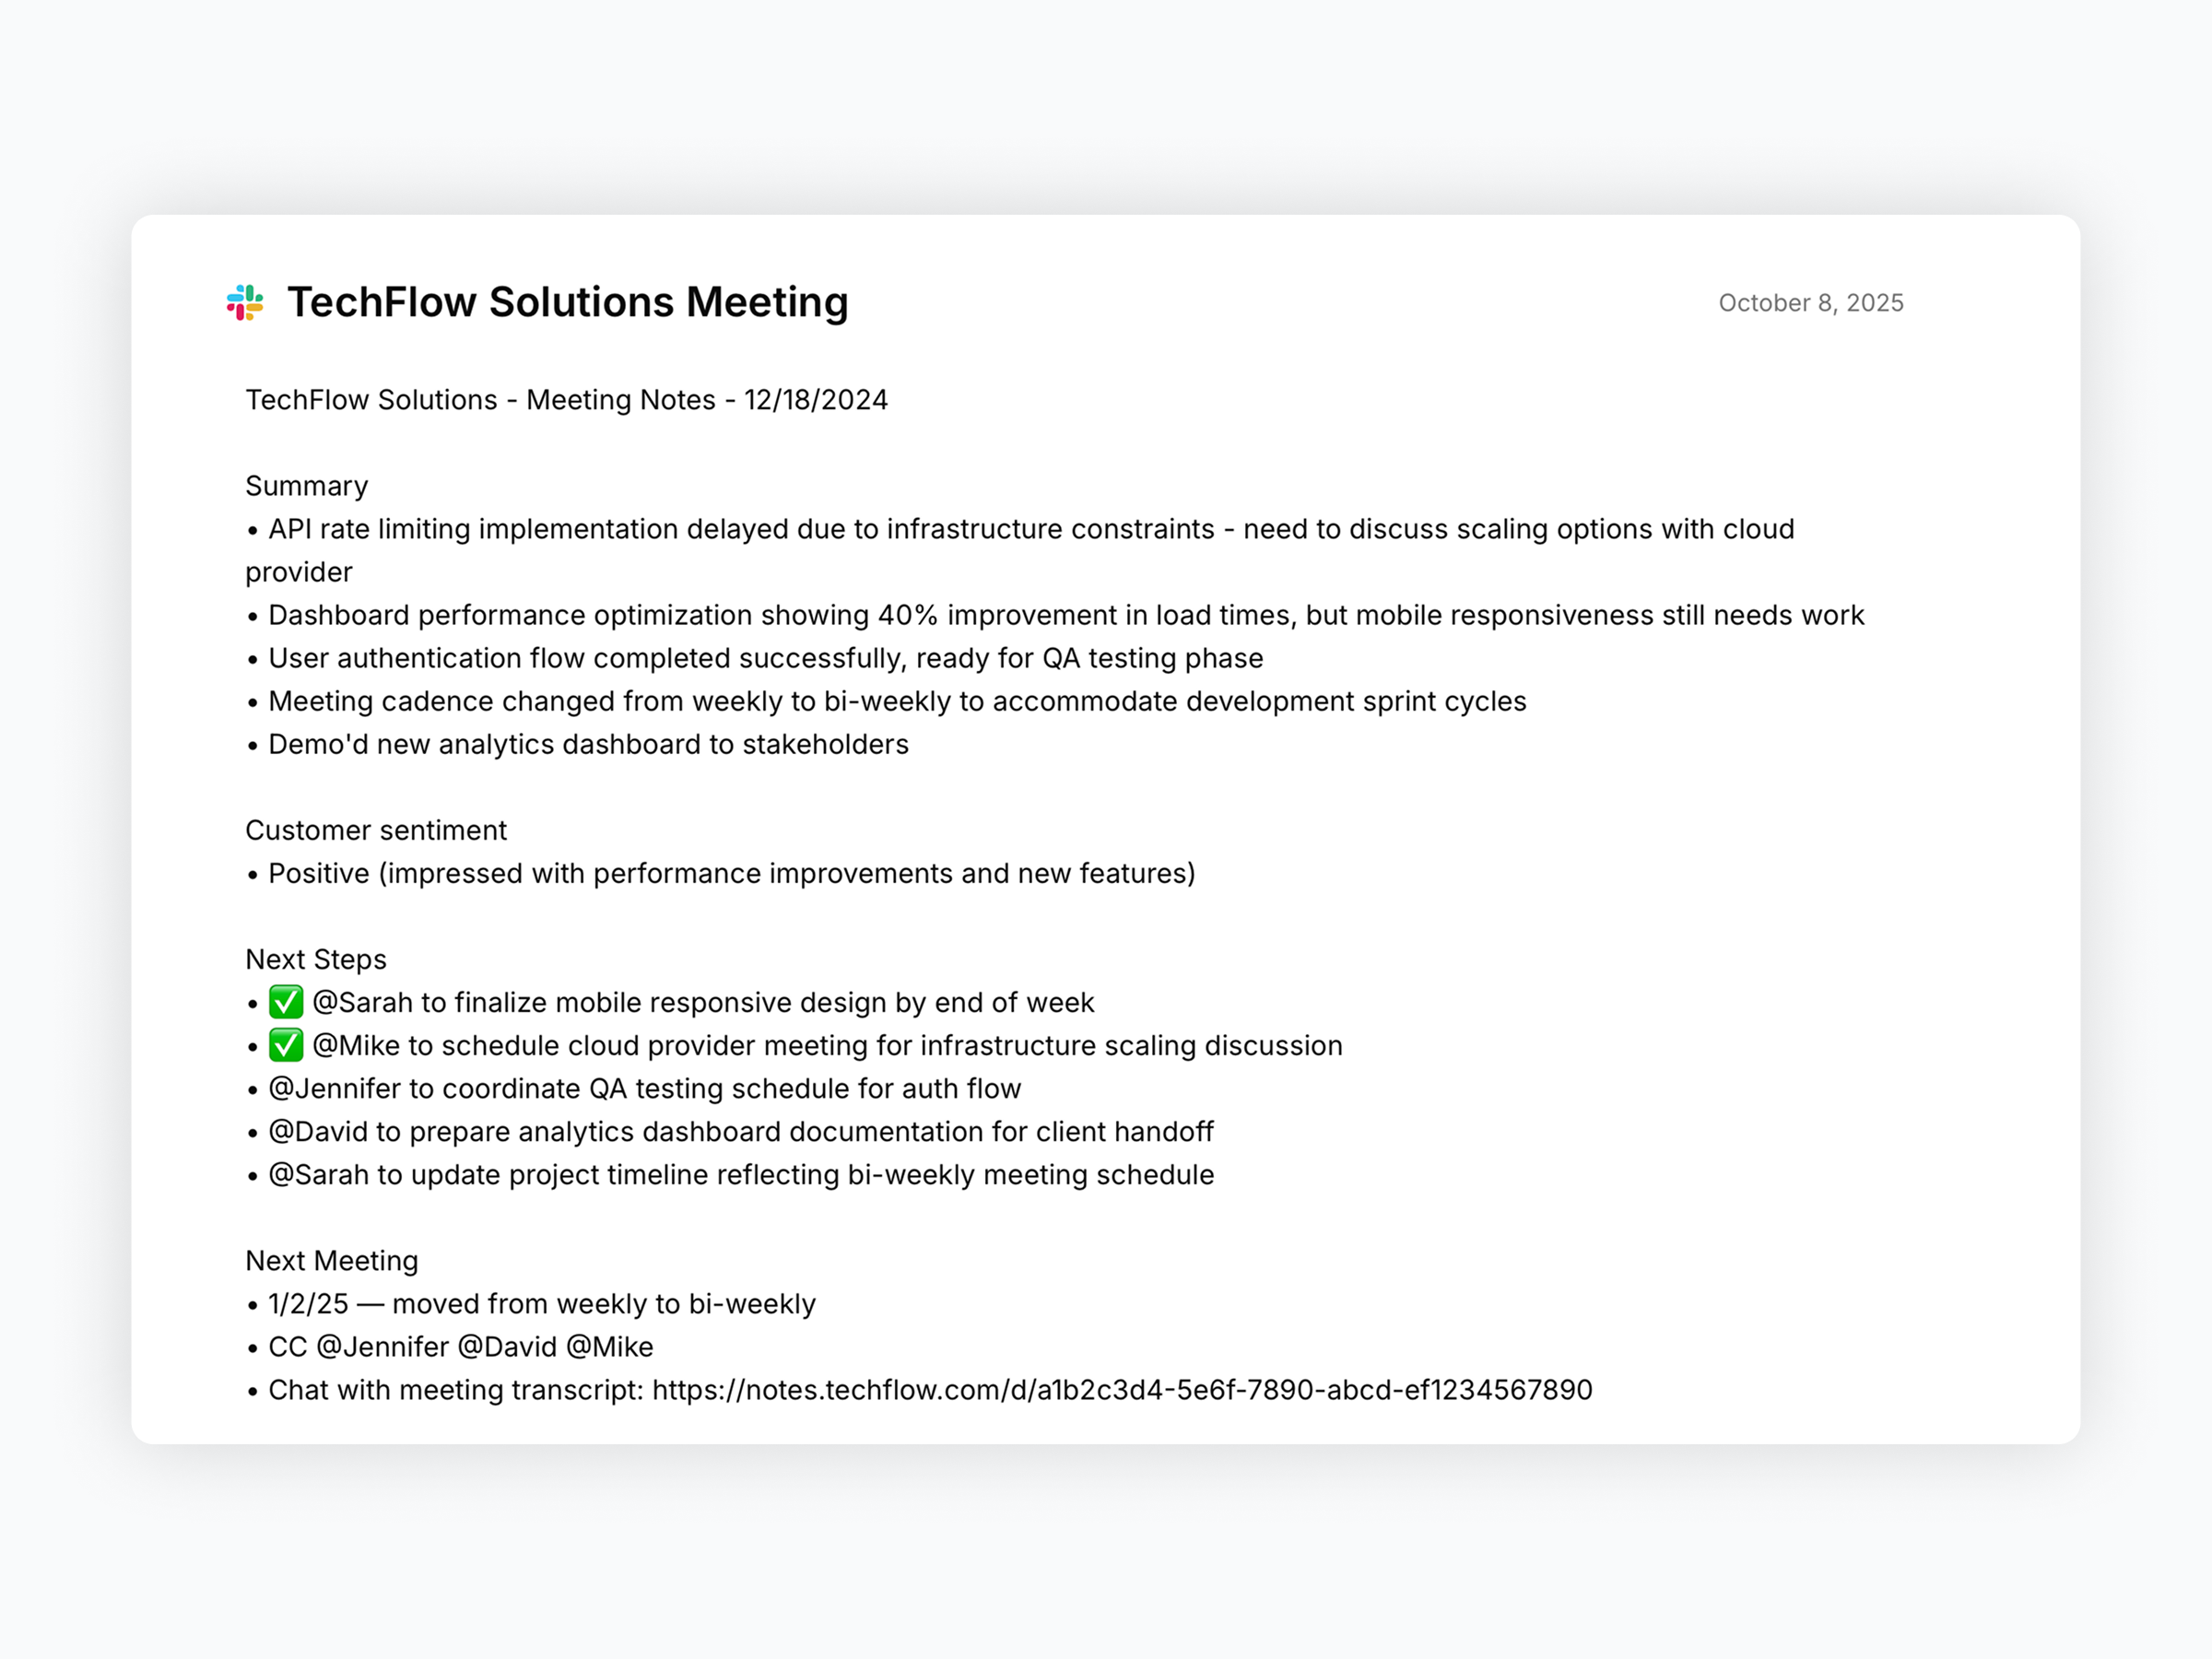 TechFlow Solutions Meeting
October 8, 2025
TechFlow Solutions - Meeting Notes - 12/18/2024
Summary
• API rate limiting implementation delayed due to infrastructure constraints - need to discuss scaling options with cloud
provider
• Dashboard performance optimization showing 40% improvement in load times, but mobile responsiveness still needs work
• User authentication flow completed successfully, ready for QA testing phase
• Meeting cadence changed from weekly to bi-weekly to accommodate development sprint cycles
• Demo'd new analytics dashboard to stakeholders
Customer sentiment
• Positive (impressed with performance improvements and new features)
Next Steps
• ✅ @Sarah to finalize mobile responsive design by end of week
• ✅ @Mike to schedule cloud provider meeting for infrastructure scaling discussion
• @Jennifer to coordinate QA testing schedule for auth flow
• @David to prepare analytics dashboard documentation for client handoff
• @Sarah to update project timeline reflecting bi-weekly meeting schedule
Next Meeting
• 1/2/25 — moved from weekly to bi-weekly
• CC @Jennifer @David @Mike
• Chat with meeting transcript: https://notes.techflow.com/d/a1b2c3d4-5e6f-7890-abcd-ef1234567890